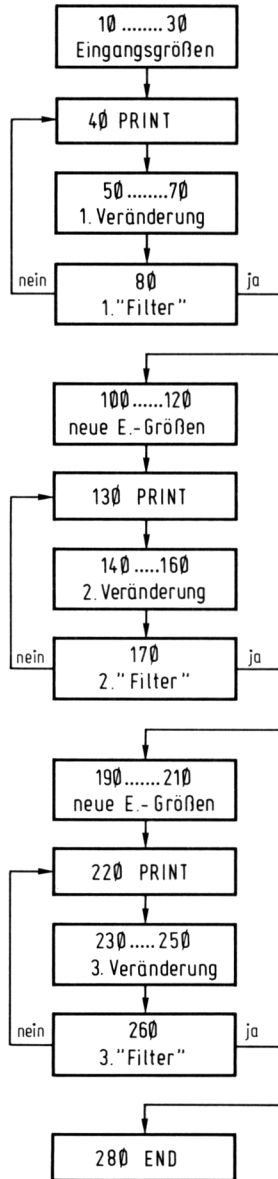 10........30
Eingangsgrößen
40 PRINT
50........70
1. Veränderung
nein
80
ja
1. "Filter"
100......120
neue E.-Größen
130 PRINT
140.....160
2. Veränderung
nein
170
ja
2. "Filter"
190.......210
neue E.-Größen
220 PRINT
230.....250
3. Veränderung
nein
260
ja
3. "Filter"
280 END